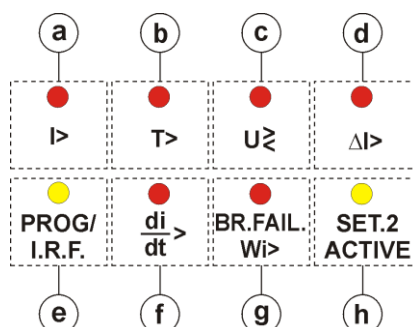 a b c d
I> T> U≷ ΔI>
PROG/ di/dt> BR.FAIL. SET.2
I.R.F. Wi> ACTIVE
e f g h